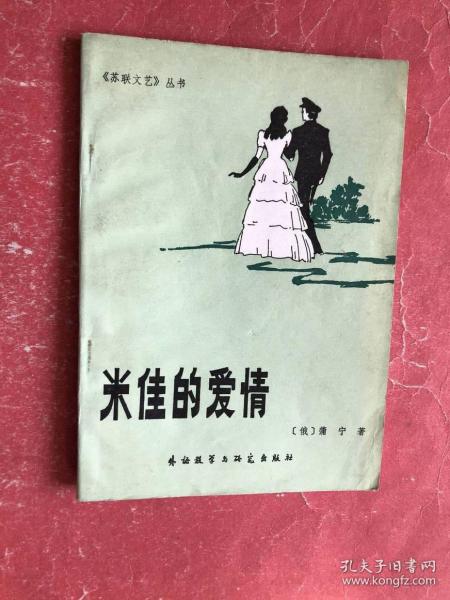 《苏联文艺》丛书
米佳的爱情
〔俄〕蒲宁著
外语教学与研究出版社
孔夫子旧书网
www.kongfz.com